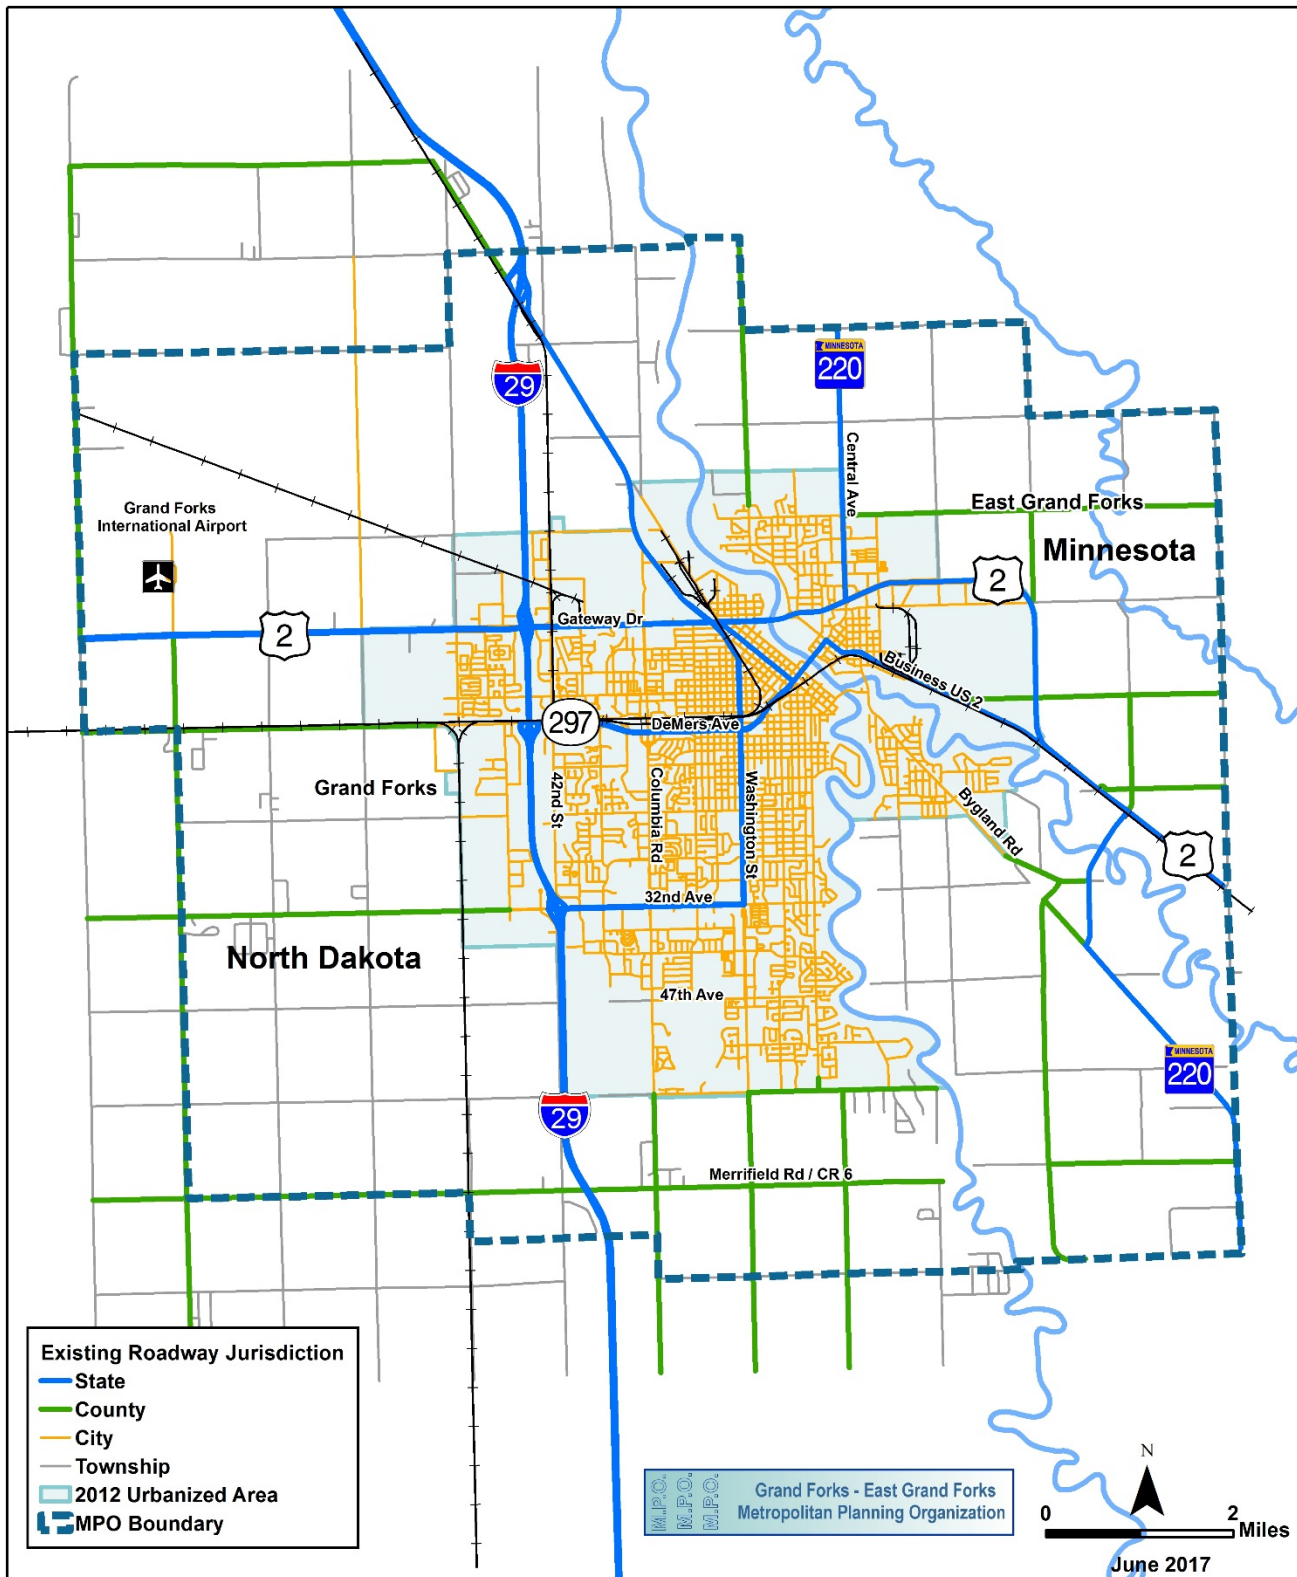 29
MINNESOTA
220
Central Ave
Grand Forks
International Airport
East Grand Forks
Minnesota
2
2
Gateway Dr
Business US 2
297
DeMers Ave
Grand Forks
42nd St
Columbia Rd
Washington St
Bygland Rd
2
32nd Ave
North Dakota
47th Ave
MINNESOTA
220
29
Merrifield Rd / CR 6
Existing Roadway Jurisdiction
State
County
City
Township
2012 Urbanized Area
MPO Boundary
M.P.O.
M.P.O.
M.P.O.
Grand Forks - East Grand Forks
Metropolitan Planning Organization
N
0 2
Miles
June 2017